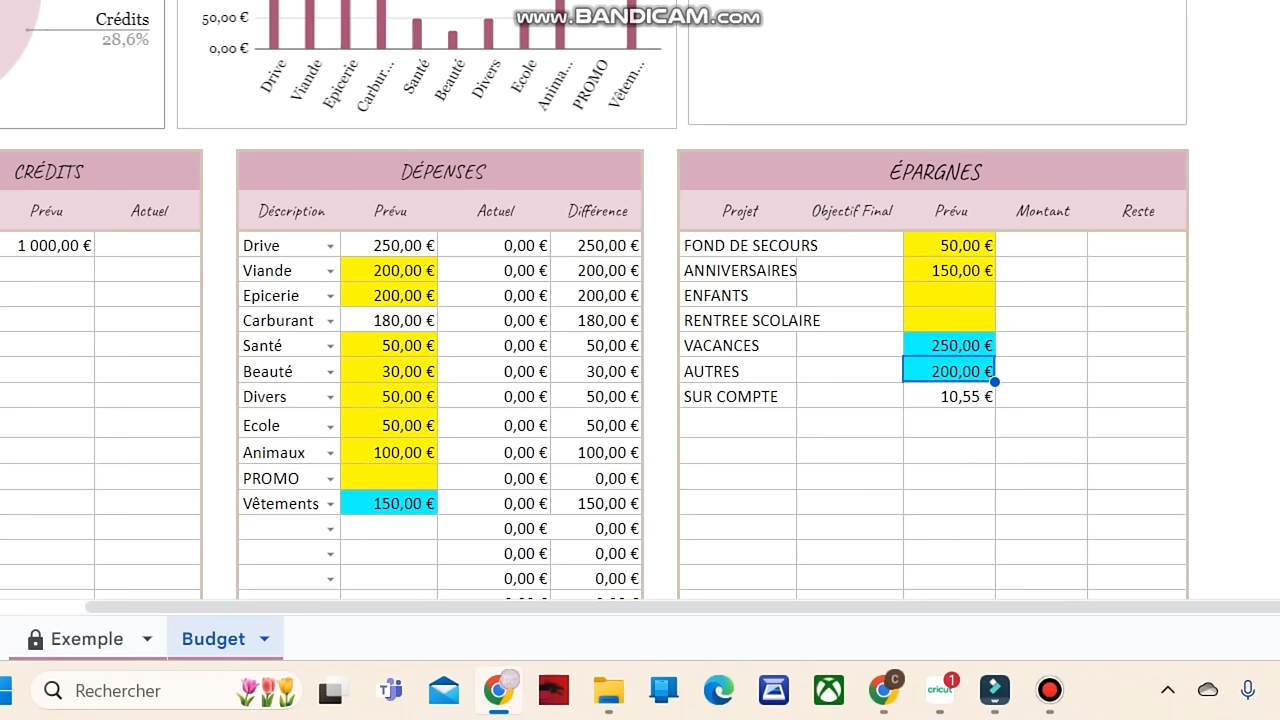 www.BANDICAM.com
Crédits
28,6%
50,00 €
0,00 €
Drive
Viande
Epicerie
Carbur...
Santé
Beauté
Divers
Ecole
Anima...
PROMO
Vêtem...
CRÉDITS
Prévu Actuel
1 000,00 €
DÉPENSES
Déscription Prévu Actuel Différence
Drive 250,00 € 0,00 € 250,00 €
Viande 200,00 € 0,00 € 200,00 €
Epicerie 200,00 € 0,00 € 200,00 €
Carburant 180,00 € 0,00 € 180,00 €
Santé 50,00 € 0,00 € 50,00 €
Beauté 30,00 € 0,00 € 30,00 €
Divers 50,00 € 0,00 € 50,00 €
Ecole 50,00 € 0,00 € 50,00 €
Animaux 100,00 € 0,00 € 100,00 €
PROMO 0,00 € 0,00 €
Vêtements 150,00 € 0,00 € 150,00 €
0,00 € 0,00 €
0,00 € 0,00 €
0,00 € 0,00 €
ÉPARGNES
Projet Objectif Final Prévu Montant Reste
FOND DE SECOURS 50,00 €
ANNIVERSAIRES 150,00 €
ENFANTS
RENTREE SCOLAIRE
VACANCES 250,00 €
AUTRES 200,00 €
SUR COMPTE 10,55 €
Exemple Budget
Rechercher
C
cricut
1